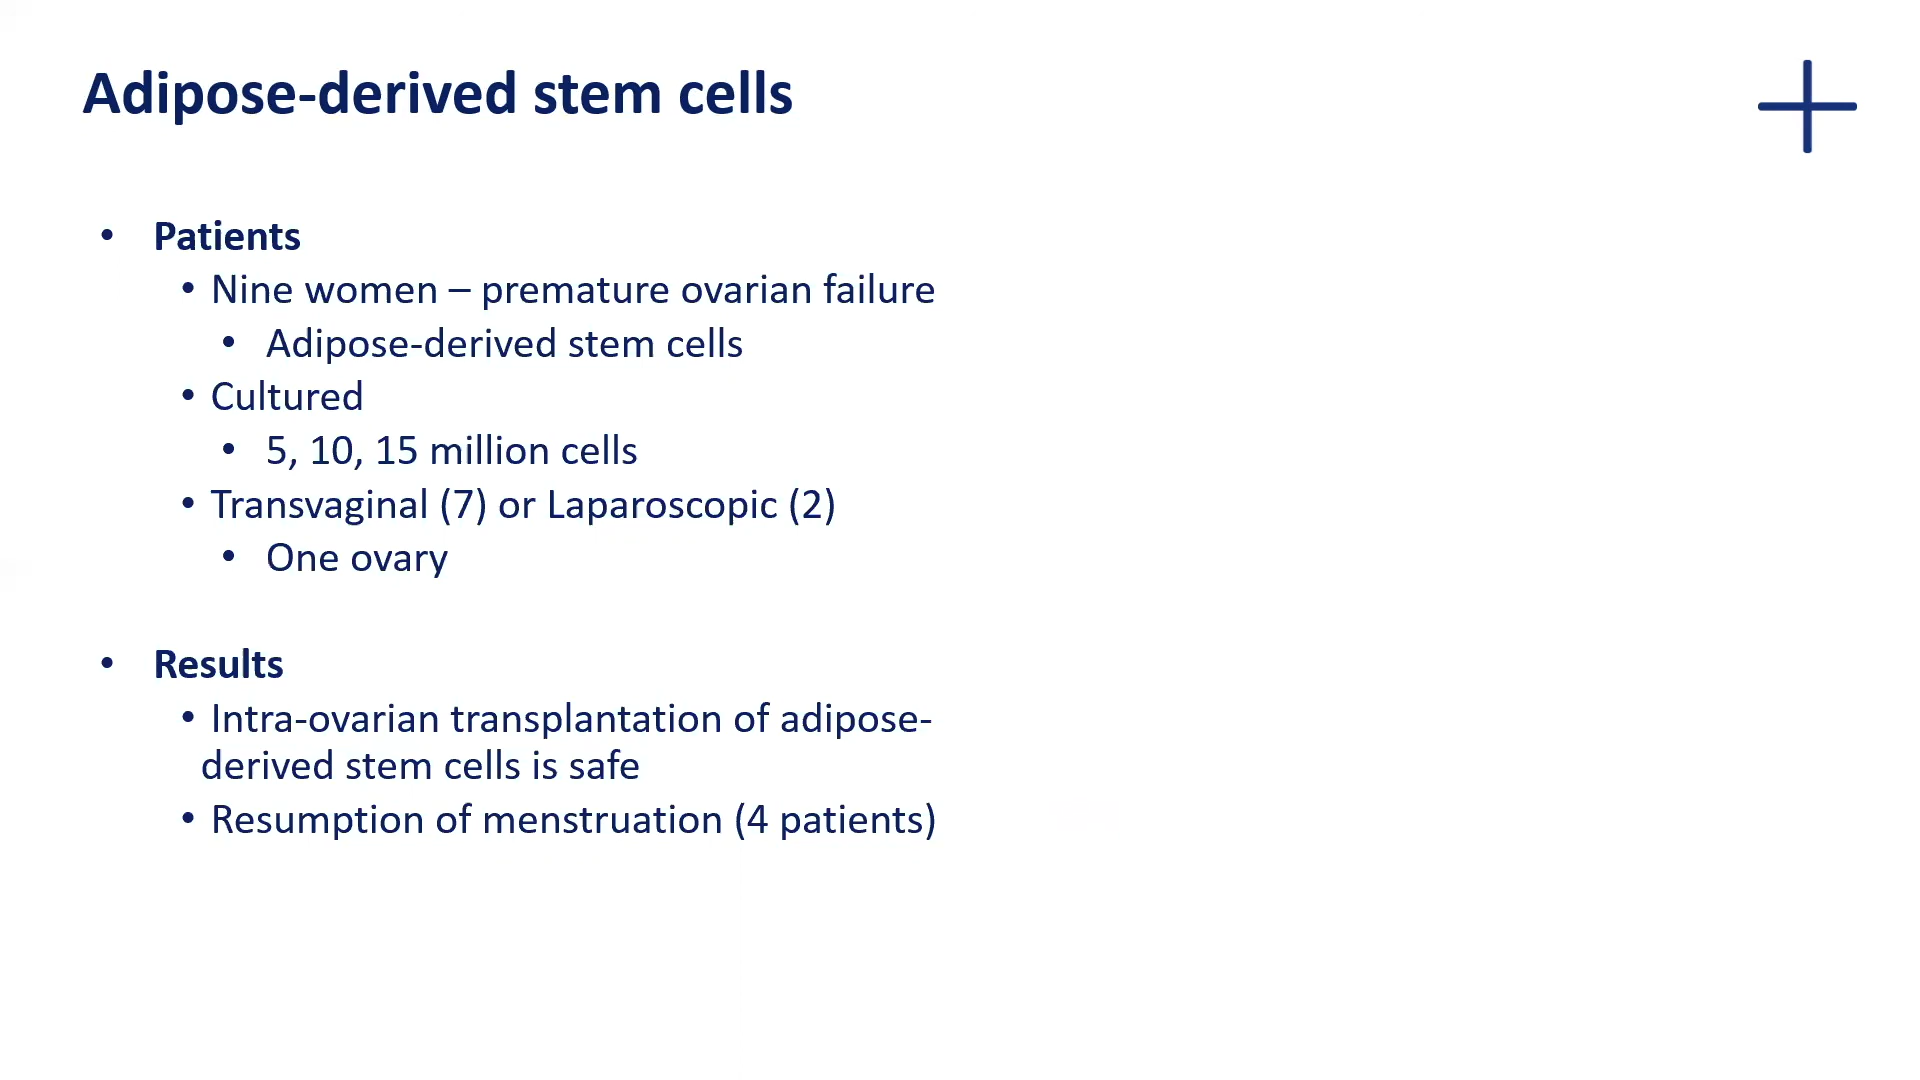 Adipose-derived stem cells
• Patients
• Nine women – premature ovarian failure
• Adipose-derived stem cells
• Cultured
• 5, 10, 15 million cells
• Transvaginal (7) or Laparoscopic (2)
• One ovary
• Results
• Intra-ovarian transplantation of adipose-
derived stem cells is safe
• Resumption of menstruation (4 patients)